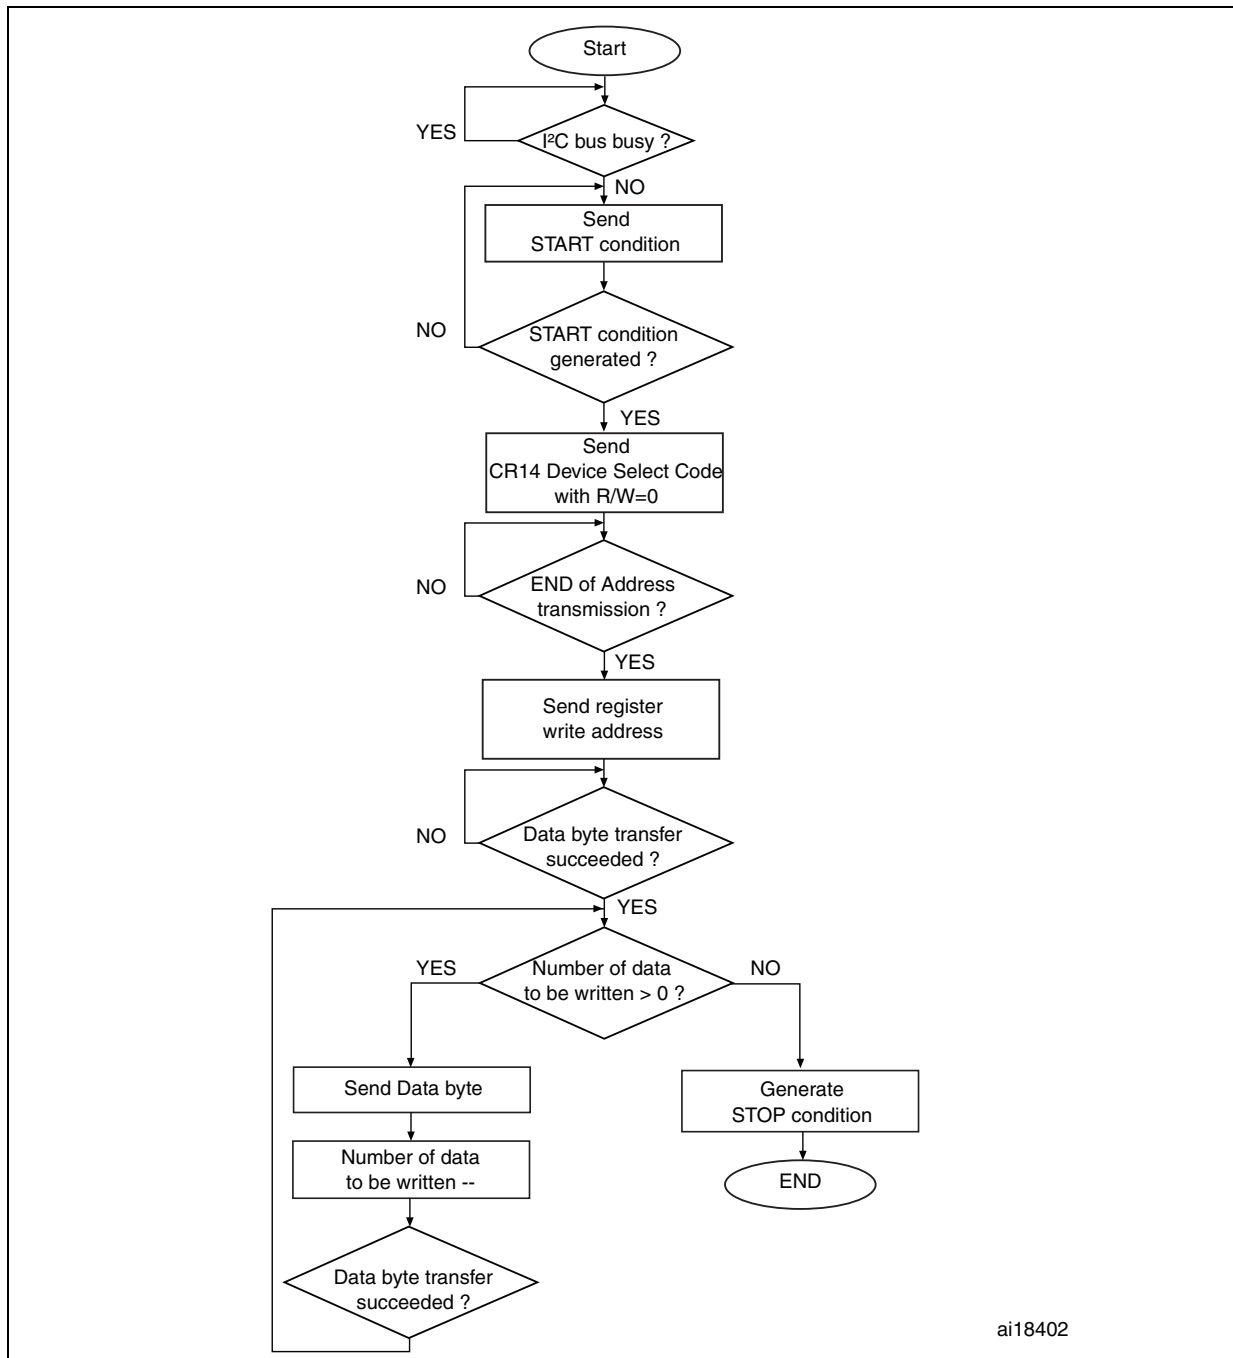 Start
YES
I²C bus busy ?
NO
Send
START condition
NO
START condition
generated ?
YES
Send
CR14 Device Select Code
with R/W=0
NO
END of Address
transmission ?
YES
Send register
write address
NO
Data byte transfer
succeeded ?
YES
YES
Number of data
to be written > 0 ?
NO
Send Data byte
Generate
STOP condition
Number of data
to be written --
END
Data byte transfer
succeeded ?
ai18402